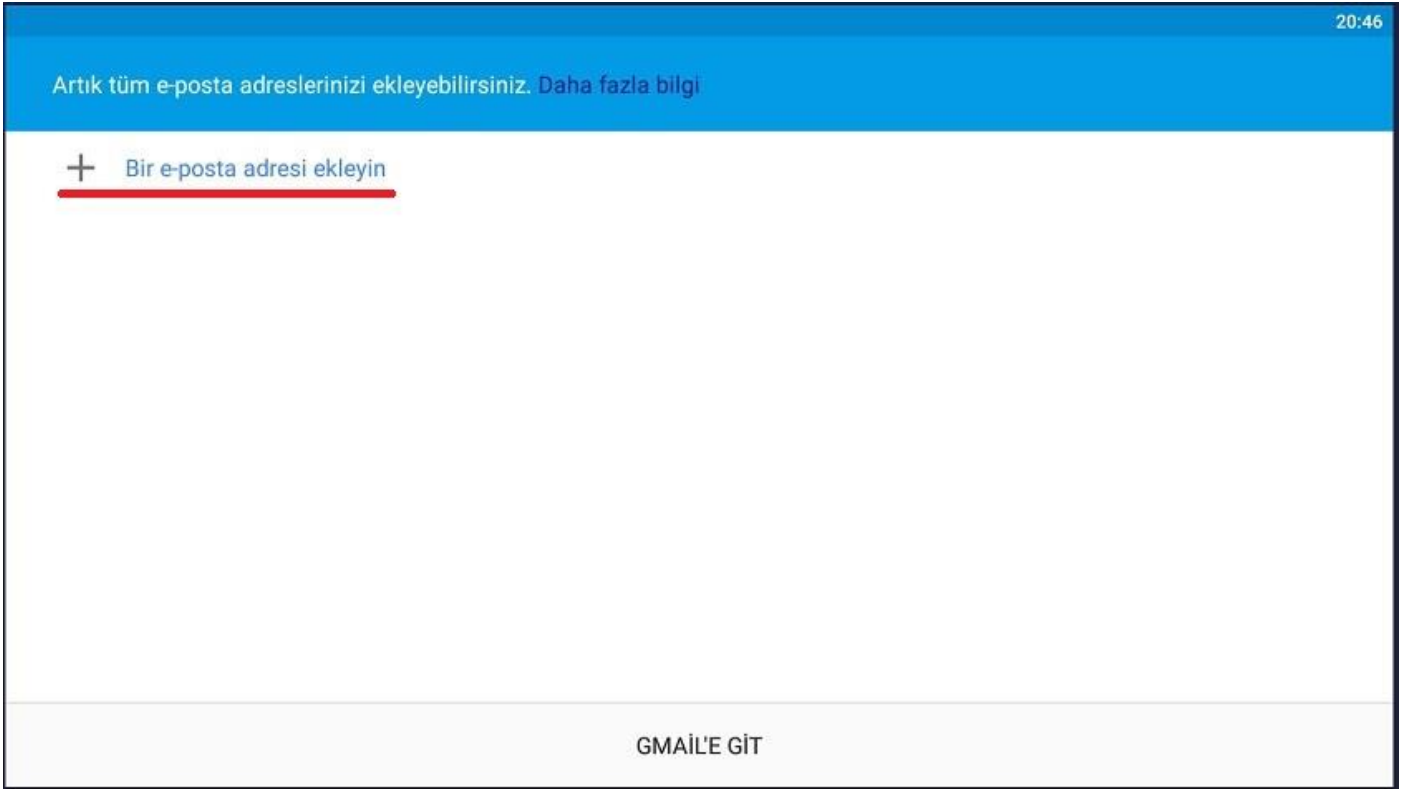 20:46
Artık tüm e-posta adreslerinizi ekleyebilirsiniz. Daha fazla bilgi
+ Bir e-posta adresi ekleyin
GMAİL'E GİT